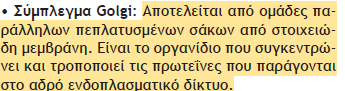 • Σύμπλεγμα Golgi: Αποτελείται από ομάδες πα-
ράλληλων πεπλατυσμένων σάκων από στοιχειώ-
δη μεμβράνη. Είναι το οργανίδιο που συγκεντρώ-
νει και τροποποιεί τις πρωτεΐνες που παράγονται
στο αδρό ενδοπλασματικό δίκτυο.